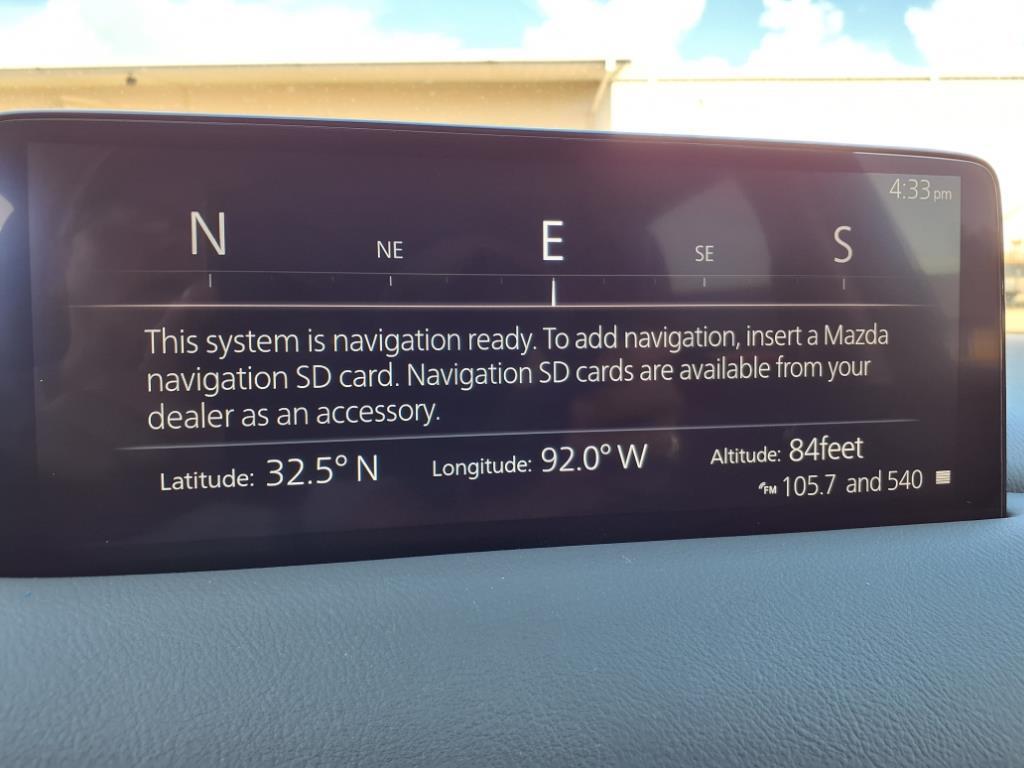 4:33 pm
N NE E SE S
This system is navigation ready. To add navigation, insert a Mazda
navigation SD card. Navigation SD cards are available from your
dealer as an accessory.
Latitude: 32.5° N Longitude: 92.0° W Altitude: 84feet
FM 105.7 and 540